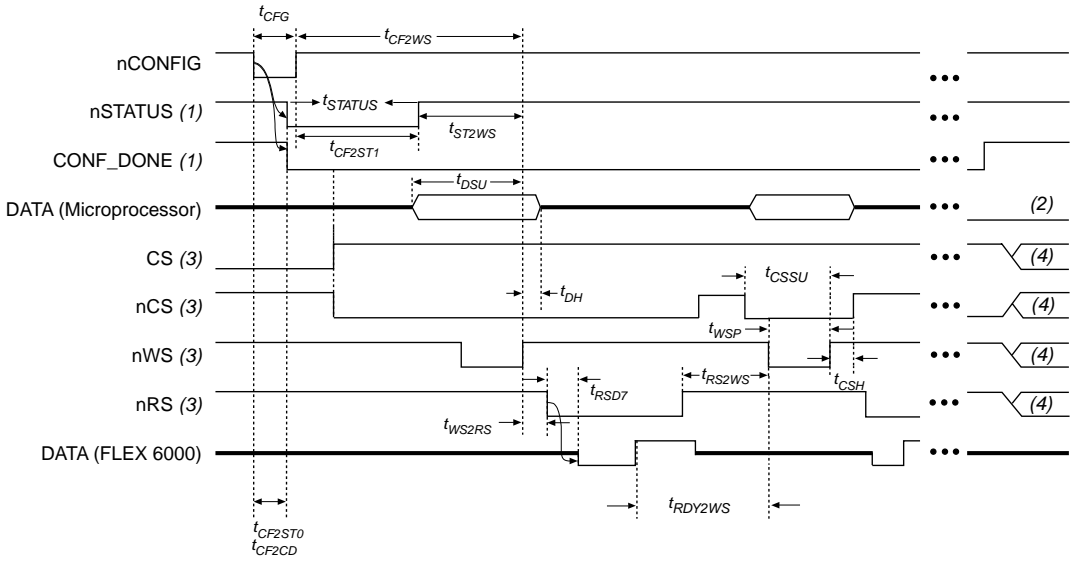 tCFG
tCF2WS
nCONFIG
nSTATUS (1)
tSTATUS
tST2WS
tCF2ST1
CONF_DONE (1)
tDSU
DATA (Microprocessor)
(2)
CS (3)
(4)
tCSSU
nCS (3)
tDH
(4)
tWSP
nWS (3)
(4)
tRS2WS
tCSH
tRSD7
nRS (3)
(4)
tWS2RS
DATA (FLEX 6000)
tRDY2WS
tCF2ST0
tCF2CD